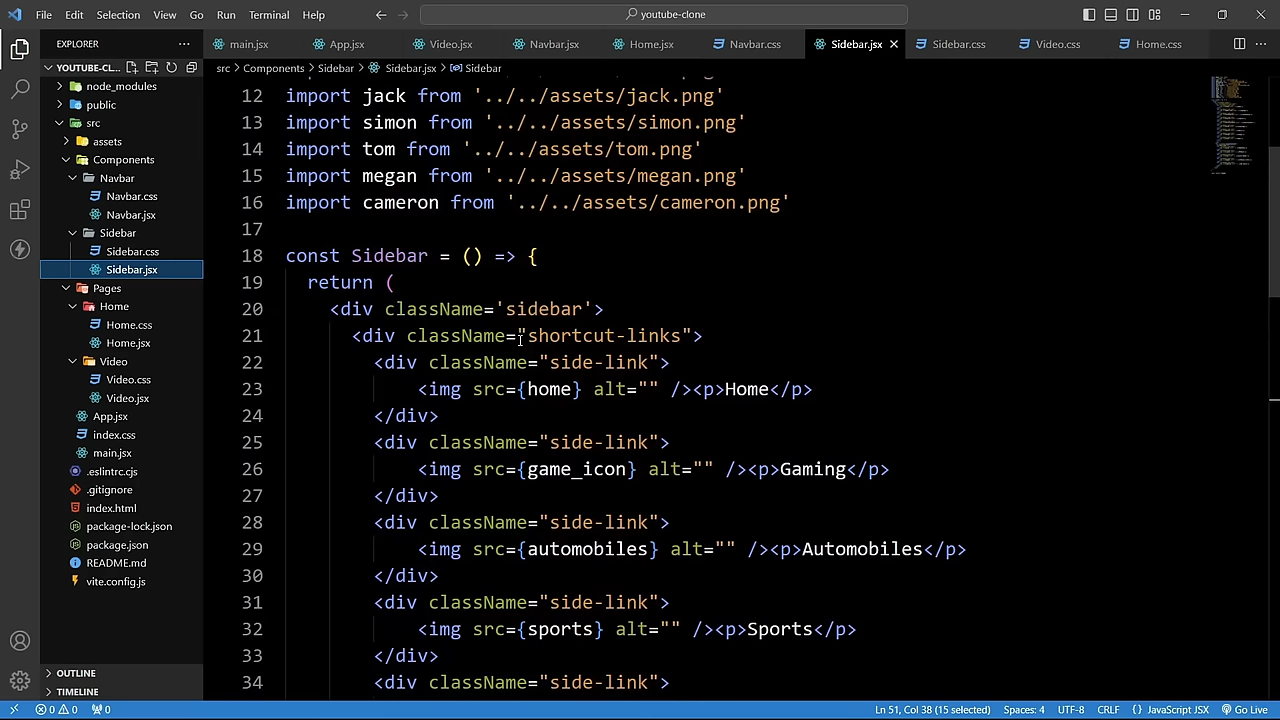 File Edit Selection View Go Run Terminal Help
youtube-clone
EXPLORER
main.jsx App.jsx Video.jsx Navbar.jsx Home.jsx Navbar.css Sidebar.jsx Sidebar.css Video.css Home.css
YOUTUBE-CL...
src > Components > Sidebar > Sidebar.jsx > Sidebar
node_modules
public
src
assets
Components
Navbar
Navbar.css
Navbar.jsx
Sidebar
Sidebar.css
Sidebar.jsx
Pages
Home
Home.css
Home.jsx
Video
Video.css
Video.jsx
App.jsx
index.css
main.jsx
.eslintrc.cjs
.gitignore
index.html
package-lock.json
package.json
README.md
vite.config.js
OUTLINE
TIMELINE
12 import jack from '../../assets/jack.png'
13 import simon from '../../assets/simon.png'
14 import tom from '../../assets/tom.png'
15 import megan from '../../assets/megan.png'
16 import cameron from '../../assets/cameron.png'
17
18 const Sidebar = () => {
19 return (
20 <div className='sidebar'>
21 <div className="shortcut-links">
22 <div className="side-link">
23 <img src={home} alt="" /><p>Home</p>
24 </div>
25 <div className="side-link">
26 <img src={game_icon} alt="" /><p>Gaming</p>
27 </div>
28 <div className="side-link">
29 <img src={automobiles} alt="" /><p>Automobiles</p>
30 </div>
31 <div className="side-link">
32 <img src={sports} alt="" /><p>Sports</p>
33 </div>
34 <div className="side-link">
0 0 0 Ln 51, Col 38 (15 selected) Spaces: 4 UTF-8 CRLF {} JavaScript JSX Go Live